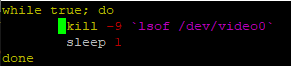 while true; do
kill -9 `lsof /dev/video0`
sleep 1
done